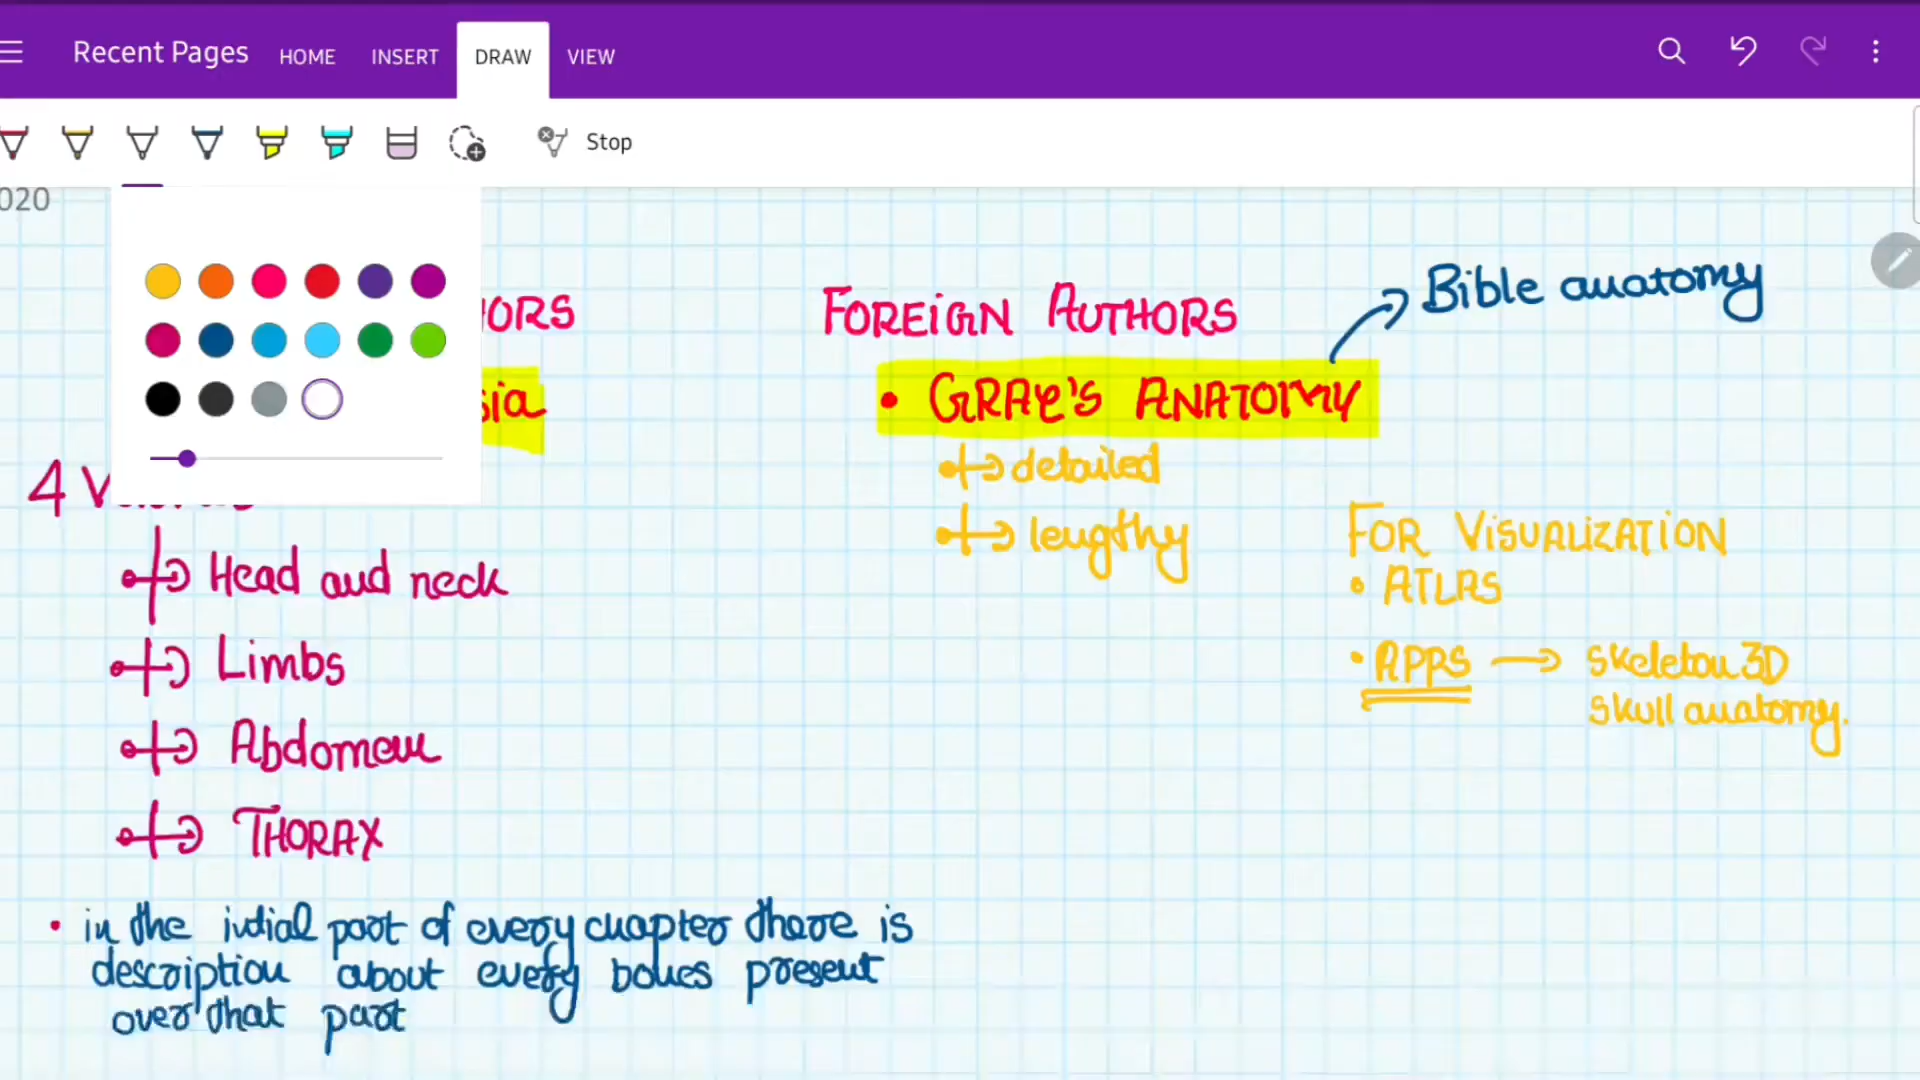 Recent Pages HOME INSERT DRAW VIEW
Stop
020
ORS
sia
4 V
Head and neck
Limbs
Abdomen
THORAX
• in the initial part of every chapter there is
description about every bones present
over that part
FOREIGN AUTHORS
Bible anatomy
• GRAY'S ANATOMY
detailed
lengthy
FOR VISUALIZATION
• ATLAS
• APPS → skeleton 3D
skull anatomy.